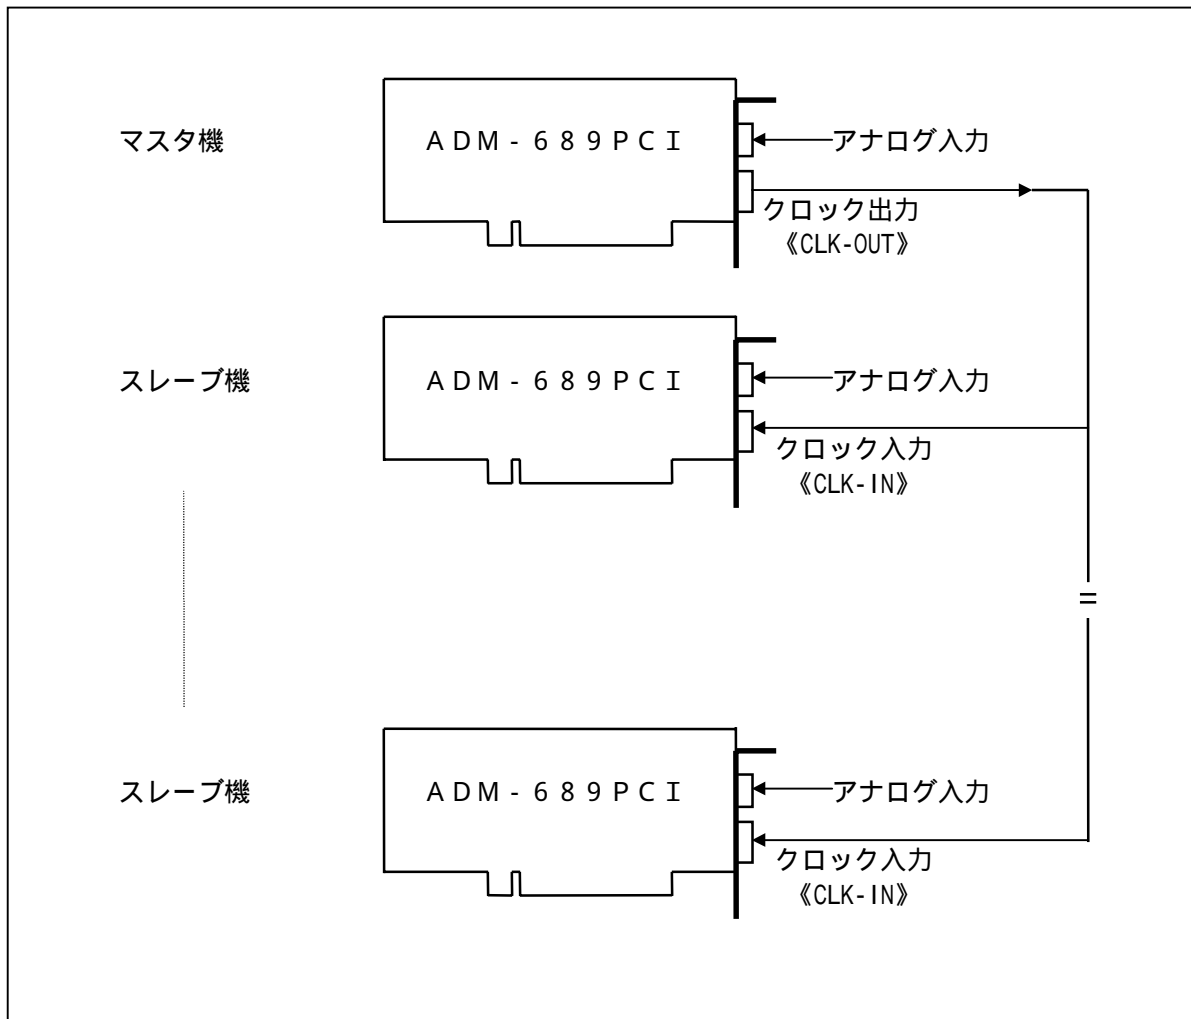 マスタ機
ＡＤＭ-６８９ＰＣＩ
アナログ入力
クロック出力
《CLK-OUT》
スレーブ機
ＡＤＭ-６８９ＰＣＩ
アナログ入力
クロック入力
《CLK-IN》
=
スレーブ機
ＡＤＭ-６８９ＰＣＩ
アナログ入力
クロック入力
《CLK-IN》